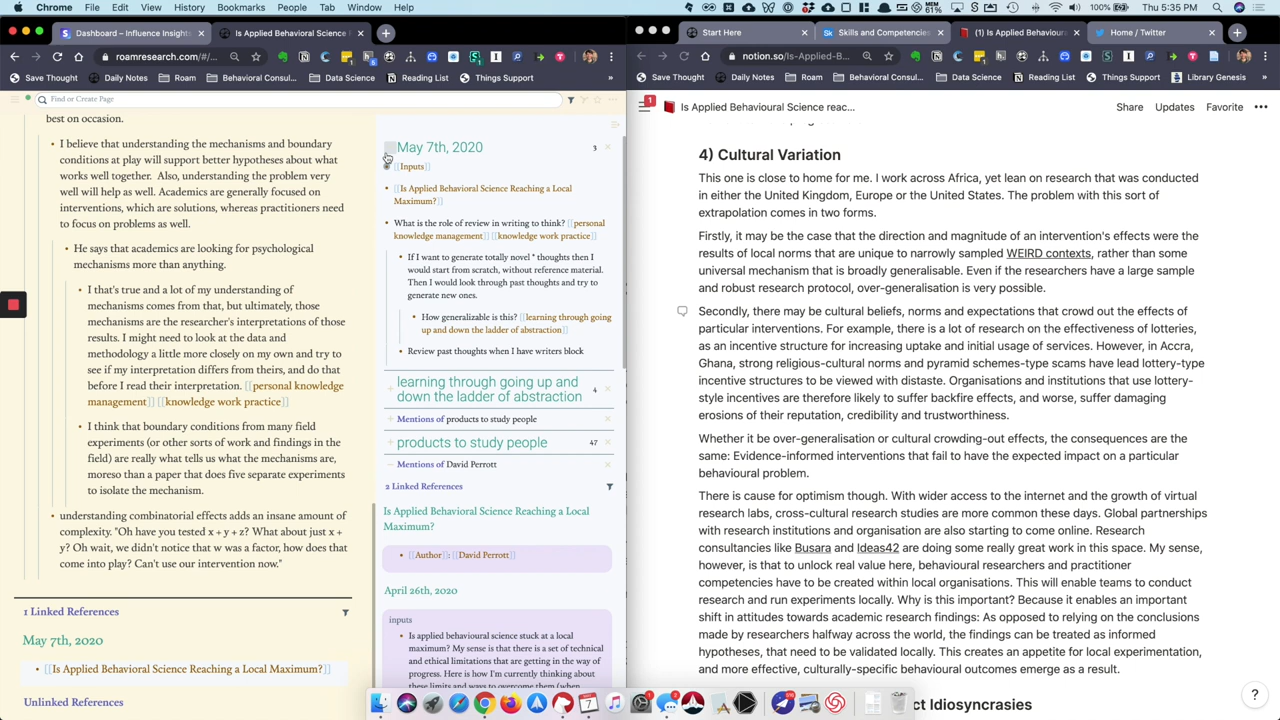 Chrome File Edit View History Bookmarks People Tab Window Help
MEM
61%
100%
Thu 5:35 PM
Dashboard – Influence Insights
Is Applied Behavioral Science
roamresearch.com/#/...
Save Thought
Daily Notes
Roam
Behavioral Consul...
Data Science
Reading List
Things Support
»
Find or Create Page
best on occasion.
I believe that understanding the mechanisms and boundary
conditions at play will support better hypotheses about what
works well together. Also, understanding the problem very
well will help as well. Academics are generally focused on
interventions, which are solutions, whereas practitioners need
to focus on problems as well.
He says that academics are looking for psychological
mechanisms more than anything.
I that's true and a lot of my understanding of
mechanisms comes from that, but ultimately, those
mechanisms are the researcher's interpretations of those
results. I might need to look at the data and
methodology a little more closely on my own and try to
see if my interpretation differs from theirs, and do that
before I read their interpretation. [[personal knowledge
management]] [[knowledge work practice]]
I think that boundary conditions from many field
experiments (or other sorts of work and findings in the
field) are really what tells us what the mechanisms are,
moreso than a paper that does five separate experiments
to isolate the mechanism.
understanding combinatorial effects adds an insane amount of
complexity. "Oh have you tested x + y + z? What about just x +
y? Oh wait, we didn't notice that w was a factor, how does that
come into play? Can't use our intervention now."
1 Linked References
May 7th, 2020
[[Is Applied Behavioral Science Reaching a Local Maximum?]]
Unlinked References
May 7th, 2020
3
[[Inputs]]
[[Is Applied Behavioral Science Reaching a Local
Maximum?]]
What is the role of review in writing to think? [[personal
knowledge management]] [[knowledge work practice]]
If I want to generate totally novel * thoughts then I
would start from scratch, without reference material.
Then I would look through past thoughts and try to
generate new ones.
How generalizable is this? [[learning through going
up and down the ladder of abstraction]]
Review past thoughts when I have writers block
learning through going up and
down the ladder of abstraction
4
Mentions of products to study people
products to study people
47
Mentions of David Perrott
2 Linked References
Is Applied Behavioral Science Reaching a Local
Maximum?
[[Author]]: [[David Perrott]]
April 26th, 2020
inputs
Is applied behavioural science stuck at a local
maximum? My sense is that there is a set of technical
and ethical limitations that are getting in the way of
progress. Here is how I'm currently thinking about
these limits and ways to overcome them (when
Start Here
Skills and Competencies
(1) Is Applied Behavioural
Home / Twitter
notion.so/Is-Applied-B...
Save Thought
Daily Notes
Roam
Behavioral Consul...
Data Science
Reading List
Things Support
Library Genesis
»
1
Is Applied Behavioural Science reac...
Share
Updates
Favorite
4) Cultural Variation
This one is close to home for me. I work across Africa, yet lean on research that was conducted
in either the United Kingdom, Europe or the United States. The problem with this sort of
extrapolation comes in two forms.
Firstly, it may be the case that the direction and magnitude of an intervention's effects were the
results of local norms that are unique to narrowly sampled WEIRD contexts, rather than some
universal mechanism that is broadly generalisable. Even if the researchers have a large sample
and robust research protocol, over-generalisation is very possible.
Secondly, there may be cultural beliefs, norms and expectations that crowd out the effects of
particular interventions. For example, there is a lot of research on the effectiveness of lotteries,
as an incentive structure for increasing uptake and initial usage of services. However, in Accra,
Ghana, strong religious-cultural norms and pyramid schemes-type scams have lead lottery-type
incentive structures to be viewed with distaste. Organisations and institutions that use lottery-
style incentives are therefore likely to suffer backfire effects, and worse, suffer damaging
erosions of their reputation, credibility and trustworthiness.
Whether it be over-generalisation or cultural crowding-out effects, the consequences are the
same: Evidence-informed interventions that fail to have the expected impact on a particular
behavioural problem.
There is cause for optimism though. With wider access to the internet and the growth of virtual
research labs, cross-cultural research studies are more common these days. Global partnerships
with research institutions and organisation are also starting to come online. Research
consultancies like Busara and Ideas42 are doing some really great work in this space. My sense,
however, is that to unlock real value here, behavioural researchers and practitioner
competencies have to be created within local organisations. This will enable teams to conduct
research and run experiments locally. Why is this important? Because it enables an important
shift in attitudes towards academic research findings: As opposed to relying on the conclusions
made by researchers halfway across the world, the findings can be treated as informed
hypotheses, that need to be validated locally. This creates an appetite for local experimentation,
and more effective, culturally-specific behavioural outcomes emerge as a result.
ct Idiosyncrasies
?